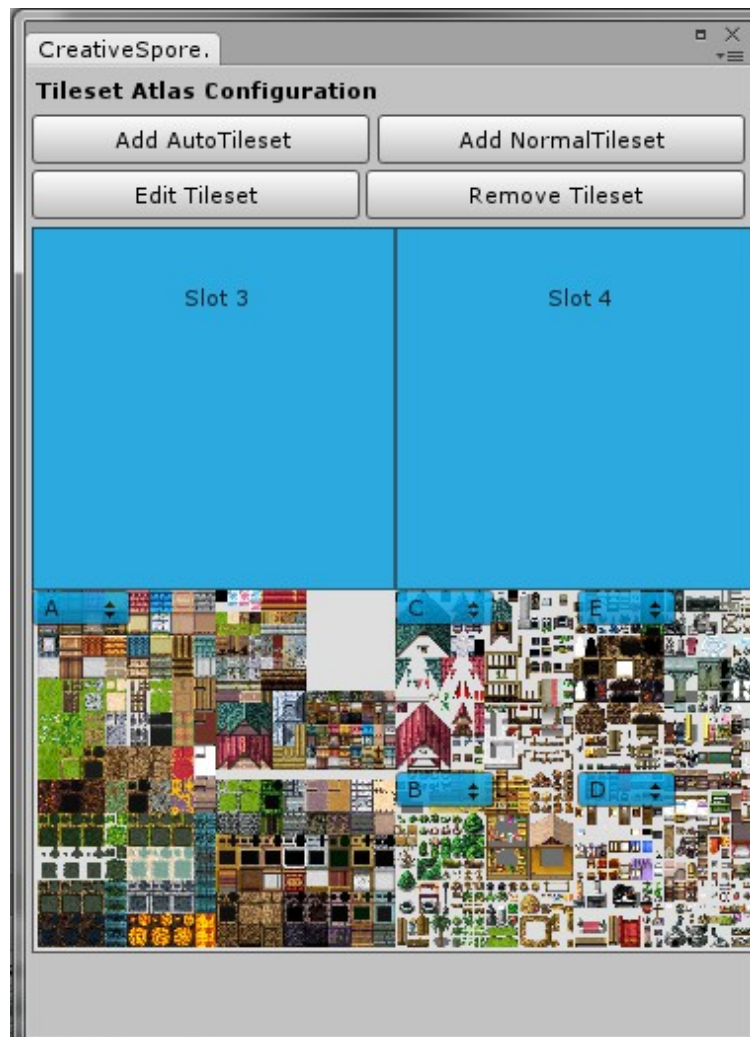 CreativeSpore.
Tileset Atlas Configuration
Add AutoTileset
Add NormalTileset
Edit Tileset
Remove Tileset
Slot 3
Slot 4
A
C
E
B
D